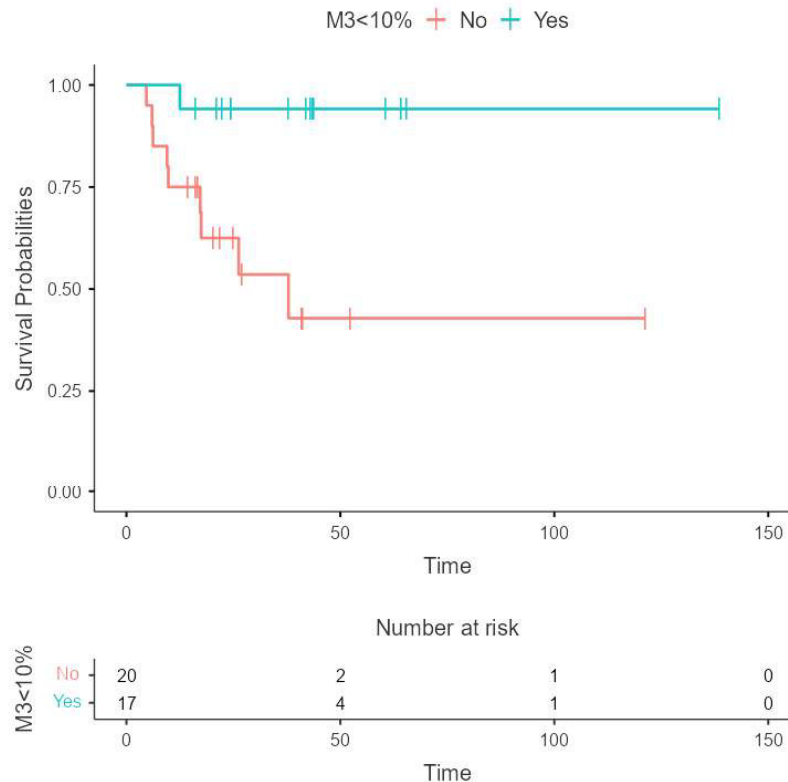 M3<10% No Yes
1.00
0.75
0.50
0.25
0.00
Survival Probabilities
0 50 100 150
Time
Number at risk
M3<10%
No 20 2 1 0
Yes 17 4 1 0
0 50 100 150
Time